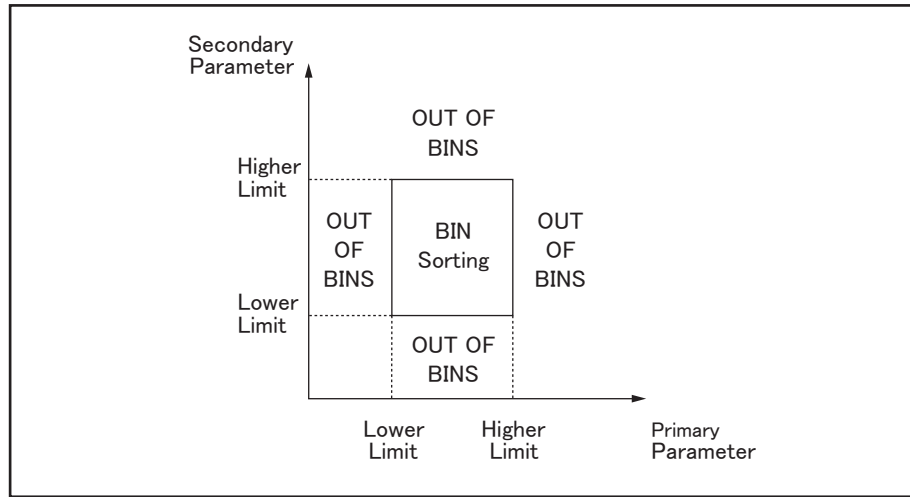 Secondary
Parameter
OUT OF
BINS
Higher
Limit
OUT
OF
BINS
BIN
Sorting
OUT
OF
BINS
Lower
Limit
OUT OF
BINS
Lower
Limit
Higher
Limit
Primary
Parameter